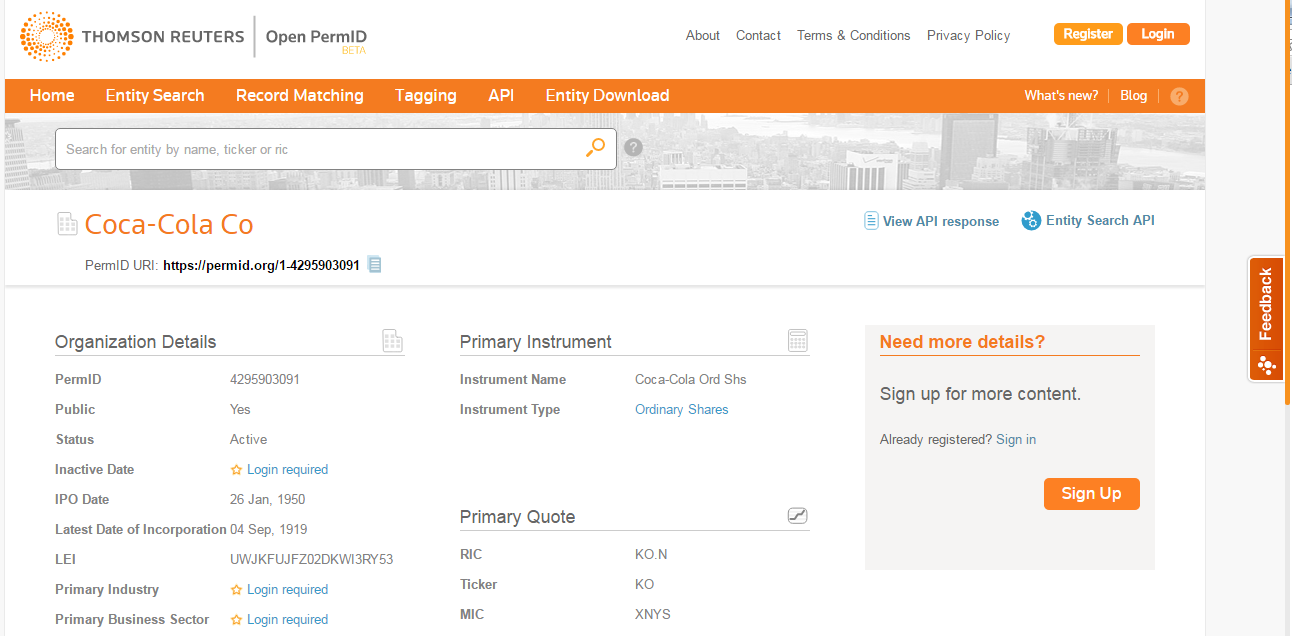 THOMSON REUTERS Open PermID
BETA
About Contact Terms & Conditions Privacy Policy
Register Login
Home Entity Search Record Matching Tagging API Entity Download
What's new? Blog ?
Search for entity by name, ticker or ric ?
Coca-Cola Co
View API response Entity Search API
PermID URI: https://permid.org/1-4295903091
Feedback
Organization Details
PermID 4295903091
Public Yes
Status Active
Inactive Date Login required
IPO Date 26 Jan, 1950
Latest Date of Incorporation 04 Sep, 1919
LEI UWJKFUJFZ02DKWI3RY53
Primary Industry Login required
Primary Business Sector Login required
Primary Instrument
Instrument Name Coca-Cola Ord Shs
Instrument Type Ordinary Shares
Primary Quote
RIC KO.N
Ticker KO
MIC XNYS
Need more details?
Sign up for more content.
Already registered? Sign in
Sign Up